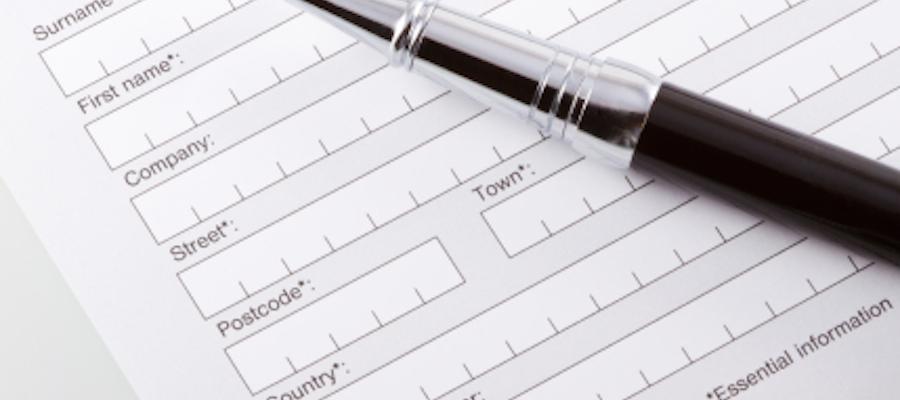 Surname
First name*:
Company:
Street*:
Town*:
Postcode*:
Country*:
*Essential information